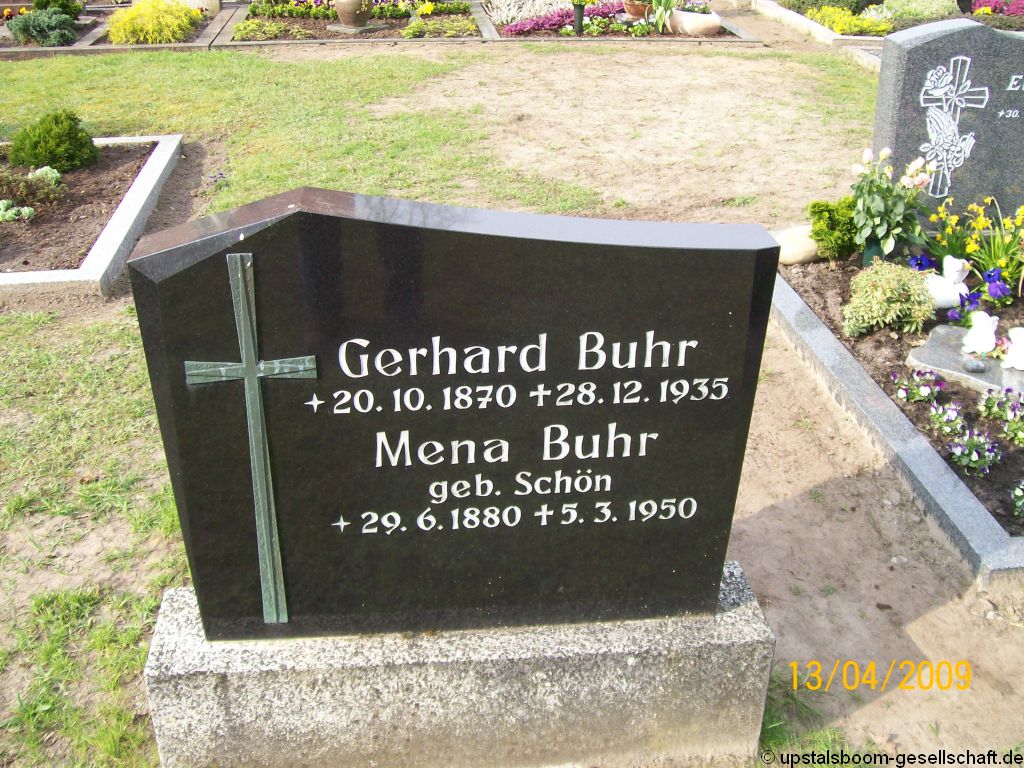 Gerhard Buhr
✦20. 10. 1870 ✝28. 12. 1935
Mena Buhr
geb. Schön
✦29. 6. 1880 ✝5. 3. 1950
✦30.
13/04/2009
© upstalsboom-gesellschaft.de